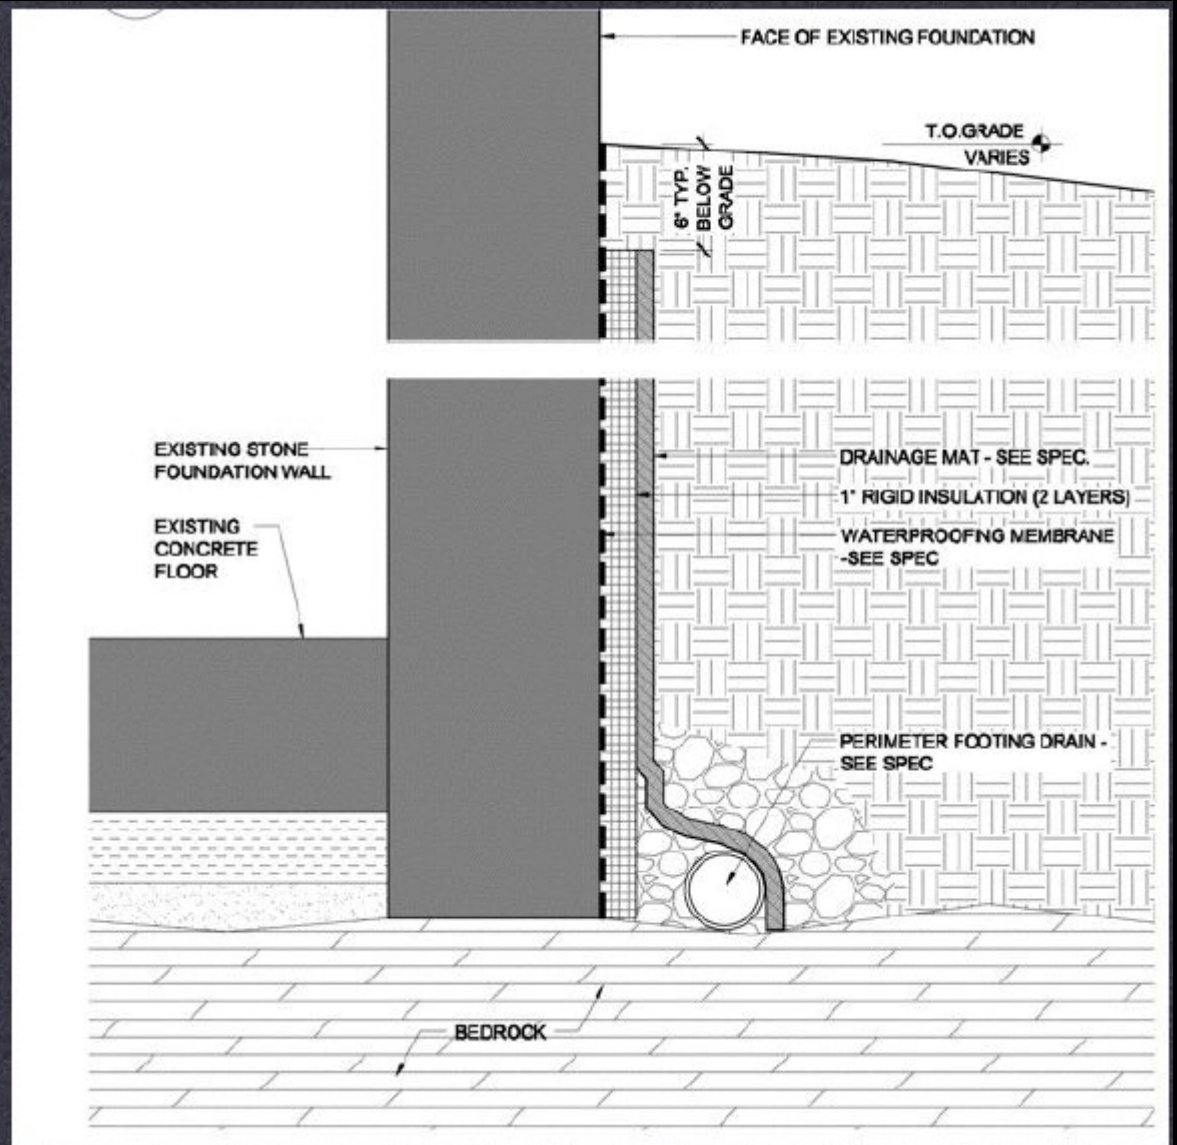 FACE OF EXISTING FOUNDATION
T.O.GRADE
VARIES
6" TYP.
BELOW
GRADE
EXISTING STONE
FOUNDATION WALL
EXISTING
CONCRETE
FLOOR
DRAINAGE MAT - SEE SPEC.
1" RIGID INSULATION (2 LAYERS)
WATERPROOFING MEMBRANE
-SEE SPEC
PERIMETER FOOTING DRAIN -
SEE SPEC
BEDROCK